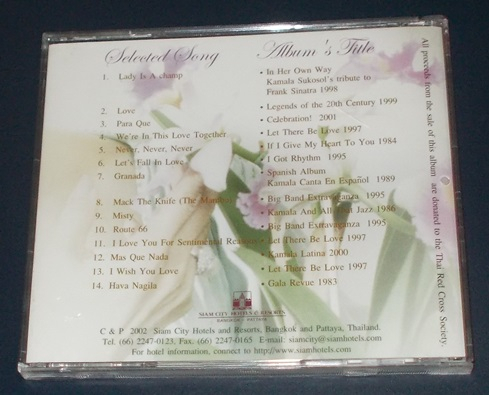 Selected Song
Album's Title
1. Lady Is A champ
• In Her Own Way
Kamala Sukosol's tribute to
Frank Sinatra 1998
2. Love
• Legends of the 20th Century 1999
3. Para Que
• Celebration! 2001
4. We're In This Love Together
• Let There Be Love 1997
5. Never, Never, Never
• If I Give My Heart To You 1984
6. Let's Fall In Love
• I Got Rhythm 1995
7. Granada
• Spanish Album
Kamala Canta En Español 1989
8. Mack The Knife (The
• Big Band Extravaganza 1995
9. Misty
• Kamala And All That Jazz 1986
10. Route 66
• Big Band Extravaganza 1995
11. I Love You For Sentimental Reason
• Let There Be Love 1997
12. Mas Que Nada
• Kamala Latina 2000
13. I Wish You Love
• Let There Be Love 1997
14. Hava Nagila
• Gala Revue 1983
All proceeds from the sale of this album are donated to the Thai Red Cross Society.
SIAM CITY HOTELS & RESORTS
BANGKOK - PATTAYA
C & P 2002 Siam City Hotels and Resorts, Bangkok and Pattaya, Thailand.
Tel. (66) 2247-0123, Fax. (66) 2247-0165 E-mail: siamcity@siamhotels.com
For hotel information, connect to http://www.siamhotels.com